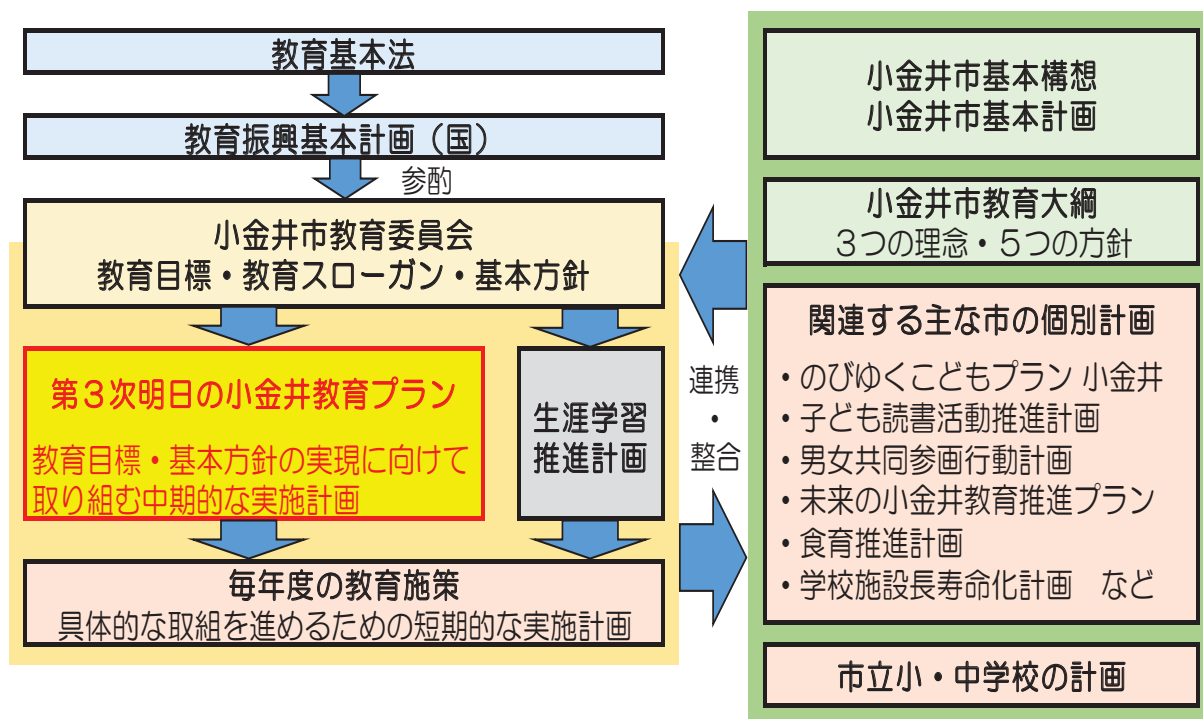 教育基本法
教育振興基本計画（国）
参酌
小金井市教育委員会
教育目標・教育スローガン・基本方針
第３次明日の小金井教育プラン
教育目標・基本方針の実現に向けて
取り組む中期的な実施計画
生涯学習
推進計画
毎年度の教育施策
具体的な取組を進めるための短期的な実施計画
連携
・
整合
小金井市基本構想
小金井市基本計画
小金井市教育大綱
３つの理念・５つの方針
関連する主な市の個別計画
・のびゆくこどもプラン 小金井
・子ども読書活動推進計画
・男女共同参画行動計画
・未来の小金井教育推進プラン
・食育推進計画
・学校施設長寿命化計画　など
市立小・中学校の計画